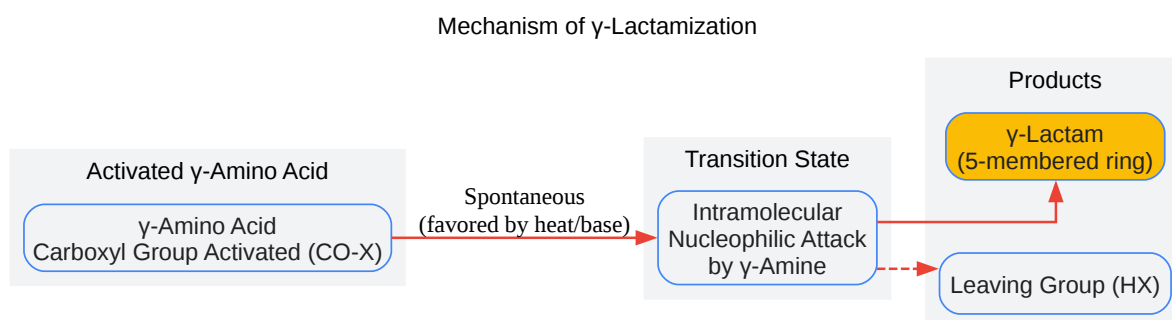 Mechanism of γ-Lactamization
Activated γ-Amino Acid
γ-Amino Acid
Carboxyl Group Activated (CO-X)
Spontaneous
(favored by heat/base)
Transition State
Intramolecular
Nucleophilic Attack
by γ-Amine
Products
γ-Lactam
(5-membered ring)
Leaving Group (HX)